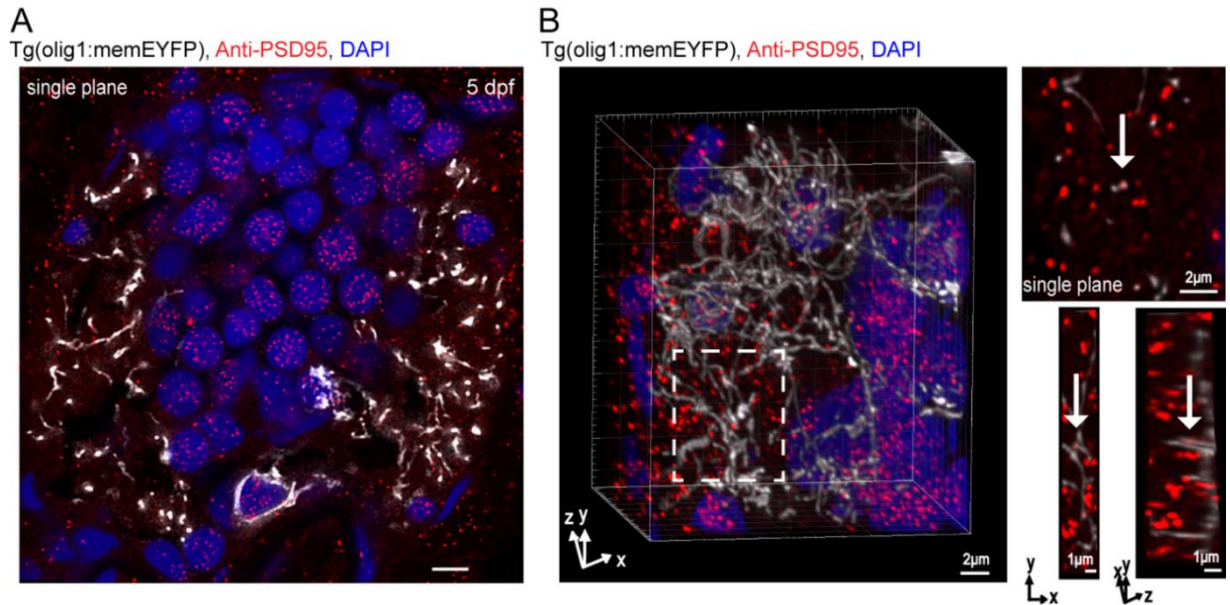 A
Tg(olig1:memEYFP), Anti-PSD95, DAPI
single plane
5 dpf
B
Tg(olig1:memEYFP), Anti-PSD95, DAPI
z y
x
2μm
single plane
2μm
1μm
y
x
1μm
x y
z